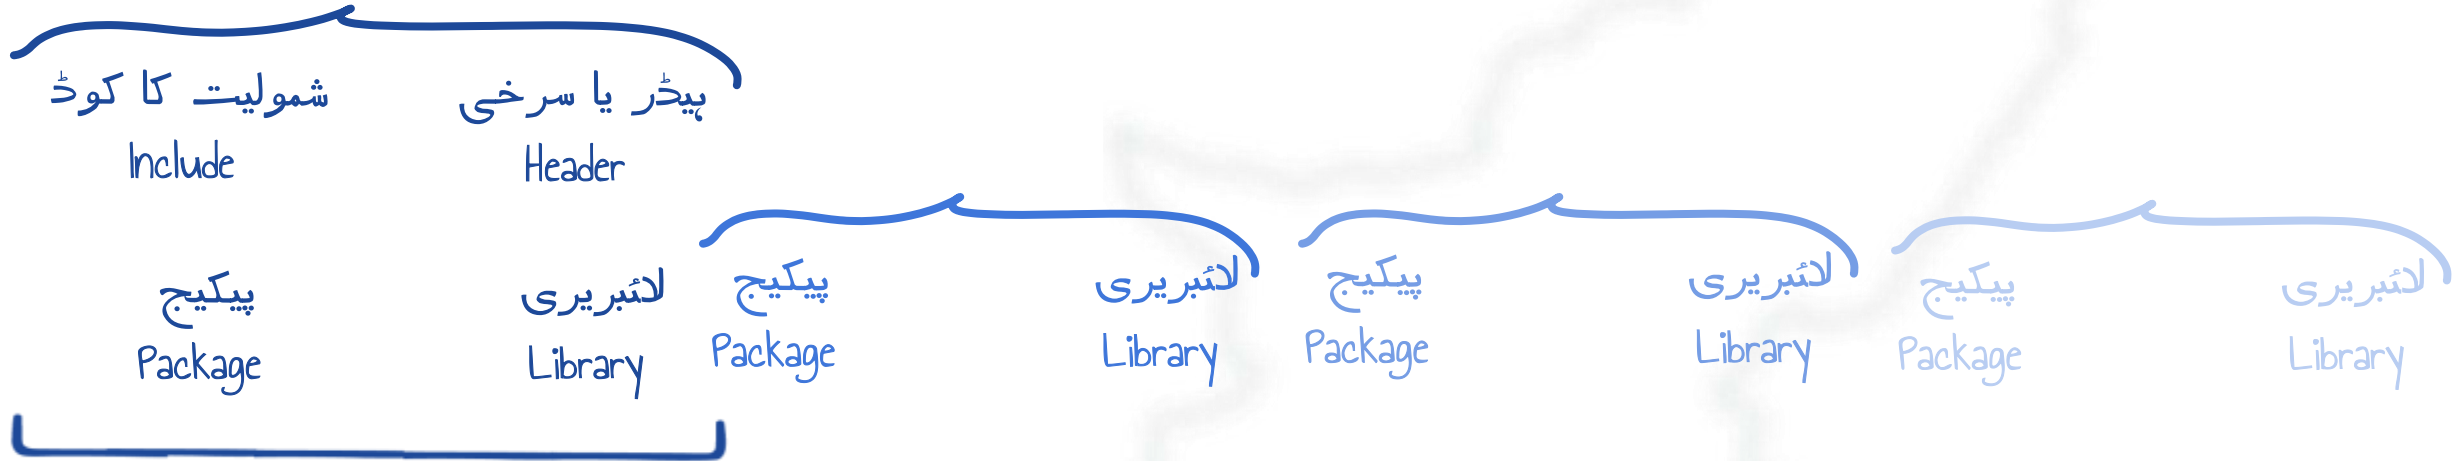 شمولیت کا کوڈ
ہیڈر یا سرخی
Include
Header
پیکیج
لائبریری
پیکیج
لائبریری
پیکیج
لائبریری
پیکیج
لائبریری
Package
Library
Package
Library
Package
Library
Package
Library